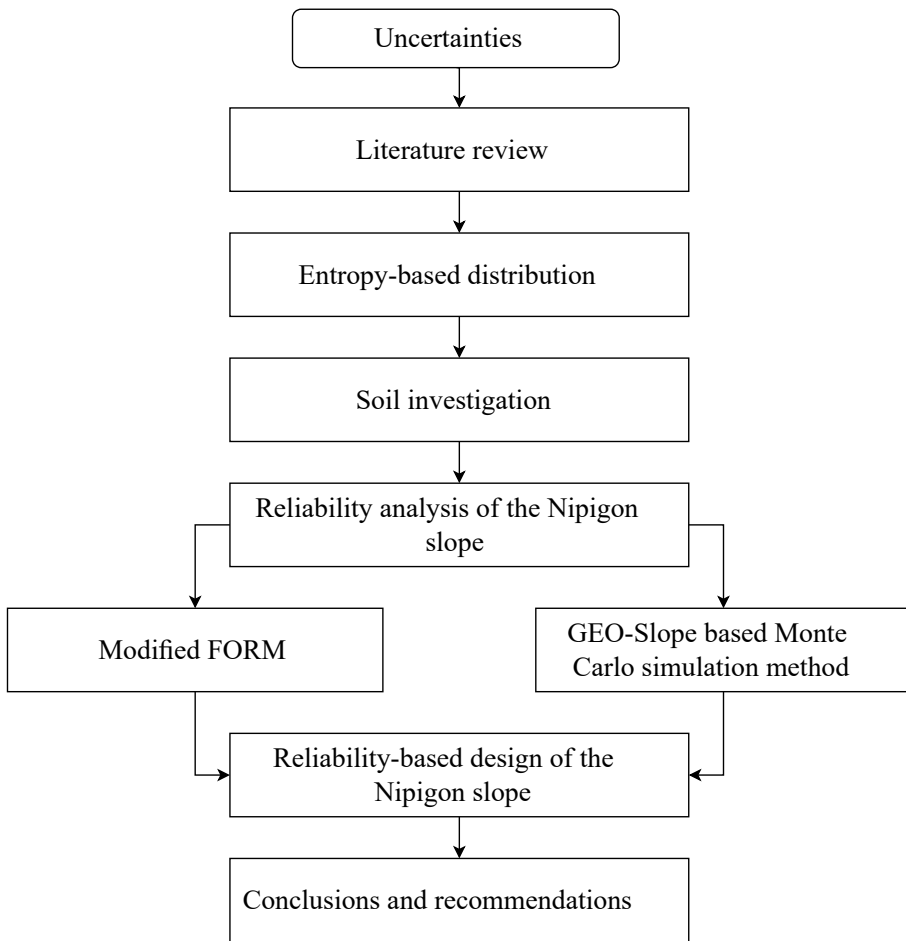 Uncertainties
Literature review
Entropy-based distribution
Soil investigation
Reliability analysis of the Nipigon
slope
Modified FORM
GEO-Slope based Monte
Carlo simulation method
Reliability-based design of the
Nipigon slope
Conclusions and recommendations